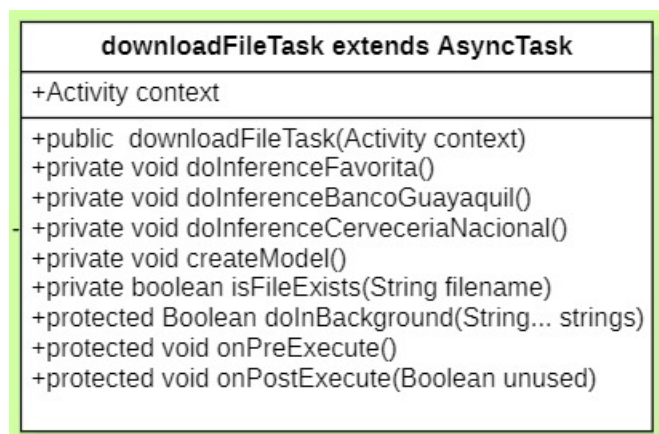 downloadFileTask extends AsyncTask
+Activity context
+public  downloadFileTask(Activity context)
+private void doInferenceFavorita()
+private void doInferenceBancoGuayaquil()
+private void doInferenceCerveceriaNacional()
+private void createModel()
+private boolean isFileExists(String filename)
+protected Boolean doInBackground(String... strings)
+protected void onPreExecute()
+protected void onPostExecute(Boolean unused)